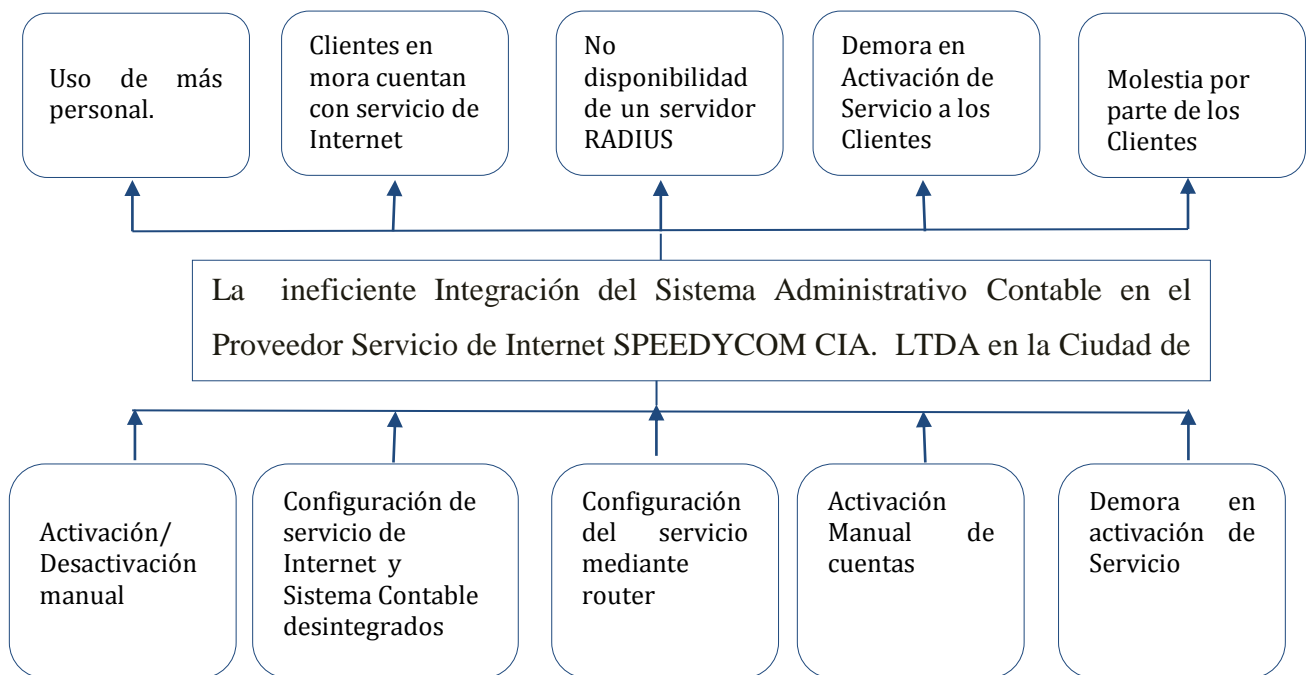 Uso de más
personal.
Clientes en
mora cuentan
con servicio de
Internet
No
disponibilidad
de un servidor
RADIUS
Demora en
Activación de
Servicio a los
Clientes
Molestia por
parte de los
Clientes
La ineficiente Integración del Sistema Administrativo Contable en el
Proveedor Servicio de Internet SPEEDYCOM CIA. LTDA en la Ciudad de
Activación/
Desactivación
manual
Configuración de
servicio de
Internet y
Sistema Contable
desintegrados
Configuración
del servicio
mediante
router
Activación
Manual de
cuentas
Demora en
activación de
Servicio